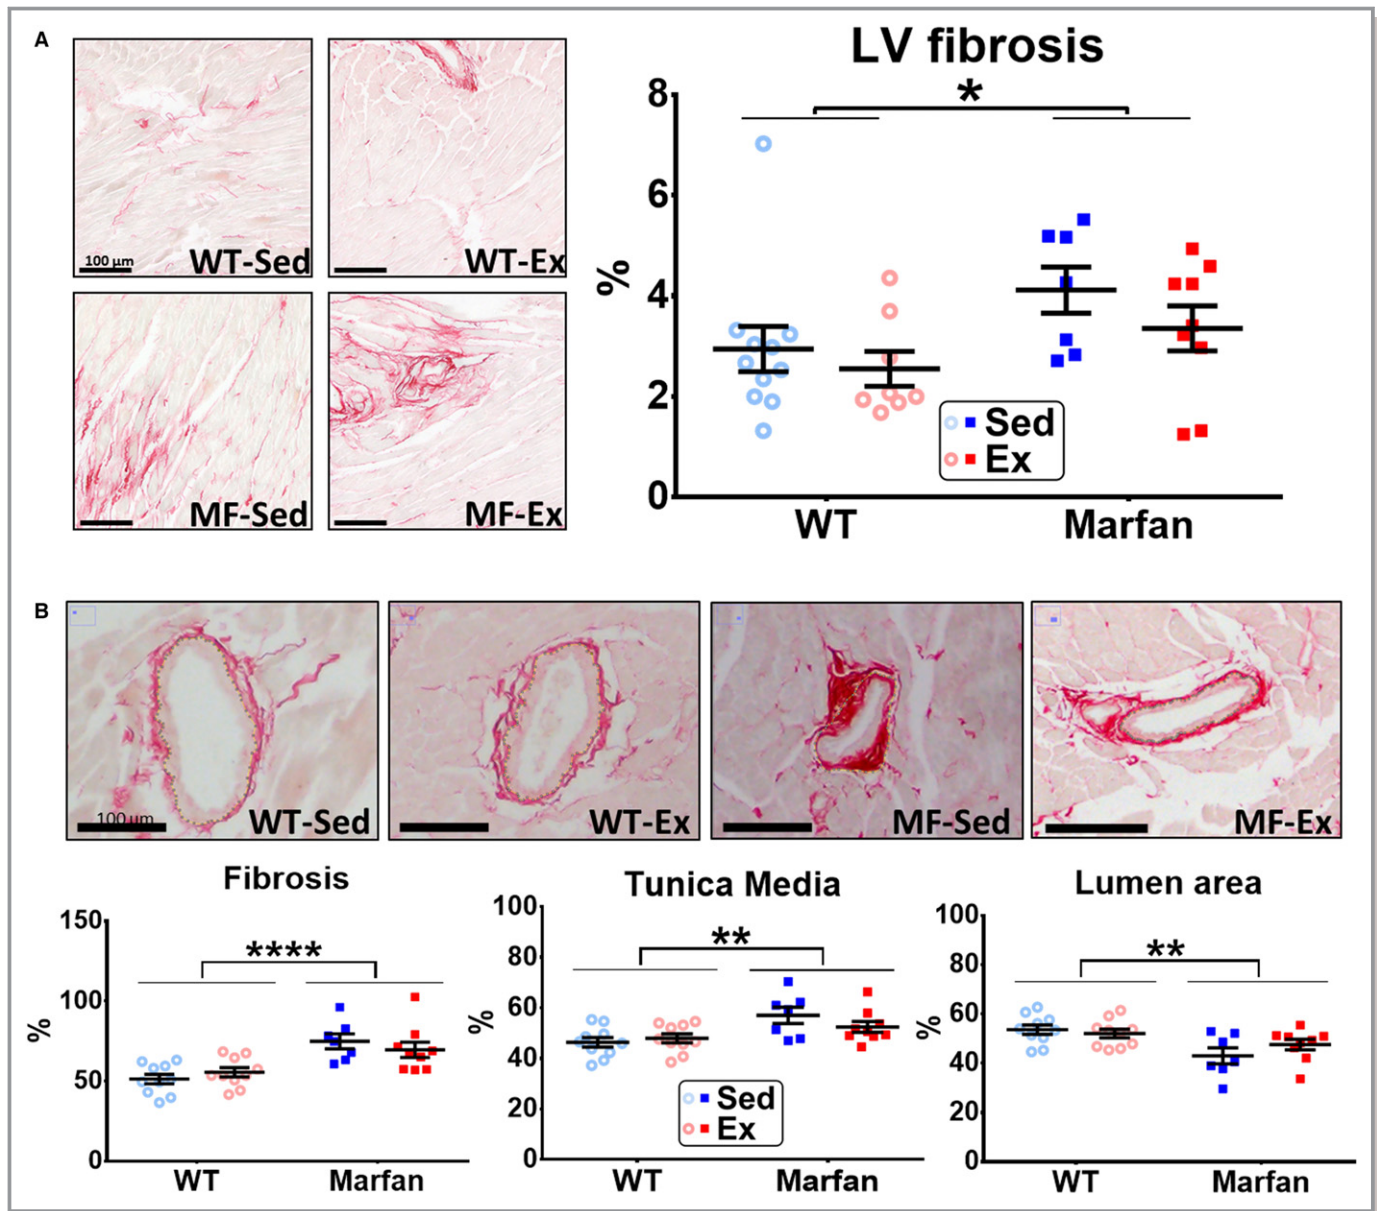 A
LV fibrosis
*
8
6
4
2
0
%
WT
Marfan
Sed
Ex
100 µm
WT-Sed
WT-Ex
MF-Sed
MF-Ex
B
100 µm
WT-Sed
WT-Ex
MF-Sed
MF-Ex
Fibrosis
****
150
100
50
0
%
WT
Marfan
Tunica Media
**
100
80
60
40
20
0
%
Sed
Ex
WT
Marfan
Lumen area
**
100
80
60
40
20
0
%
WT
Marfan